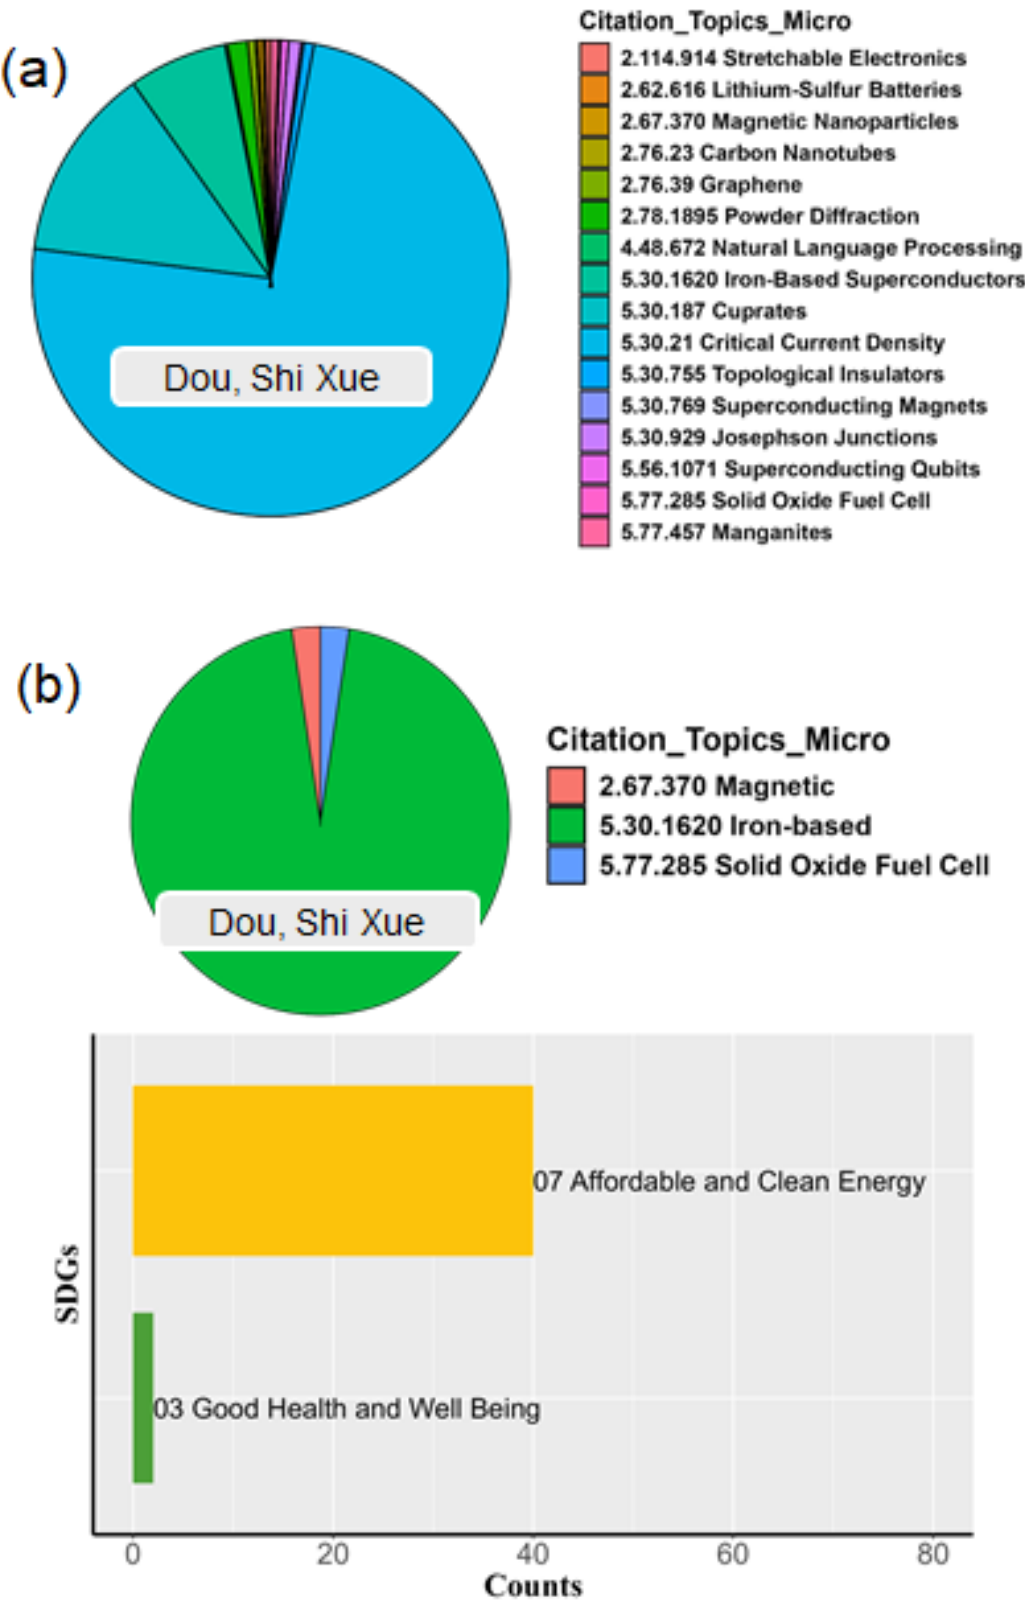 (a)
Dou, Shi Xue
Citation_Topics_Micro
2.114.914 Stretchable Electronics
2.62.616 Lithium-Sulfur Batteries
2.67.370 Magnetic Nanoparticles
2.76.23 Carbon Nanotubes
2.76.39 Graphene
2.78.1895 Powder Diffraction
4.48.672 Natural Language Processing
5.30.1620 Iron-Based Superconductors
5.30.187 Cuprates
5.30.21 Critical Current Density
5.30.755 Topological Insulators
5.30.769 Superconducting Magnets
5.30.929 Josephson Junctions
5.56.1071 Superconducting Qubits
5.77.285 Solid Oxide Fuel Cell
5.77.457 Manganites
(b)
Dou, Shi Xue
Citation_Topics_Micro
2.67.370 Magnetic
5.30.1620 Iron-based
5.77.285 Solid Oxide Fuel Cell
SDGs
07 Affordable and Clean Energy
03 Good Health and Well Being
0 20 40 60 80
Counts